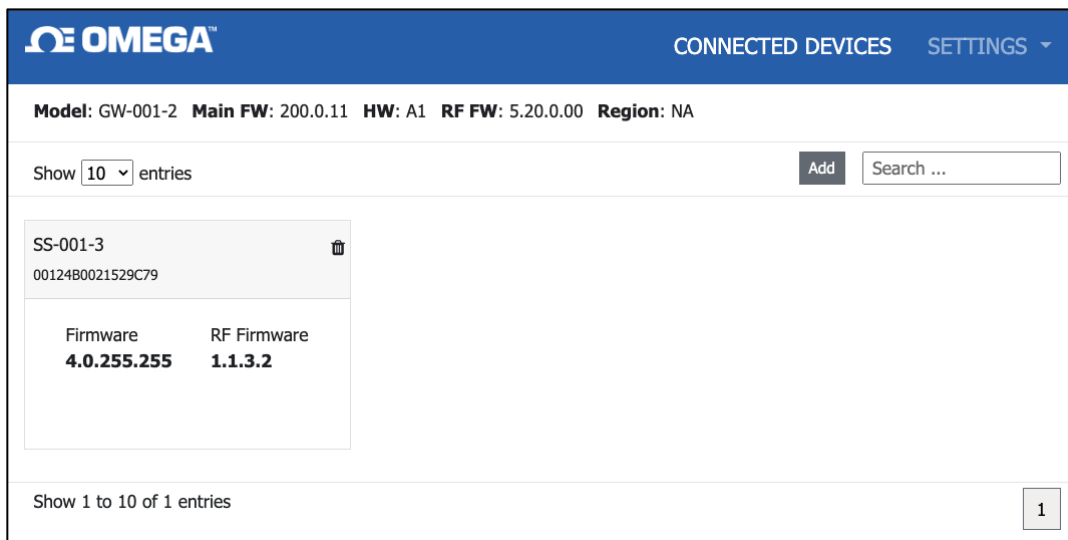 OMEGA™
CONNECTED DEVICES SETTINGS
Model: GW-001-2 Main FW: 200.0.11 HW: A1 RF FW: 5.20.0.00 Region: NA
Show 10 entries Add Search ...
SS-001-3
00124B0021529C79
Firmware RF Firmware
4.0.255.255 1.1.3.2
Show 1 to 10 of 1 entries 1